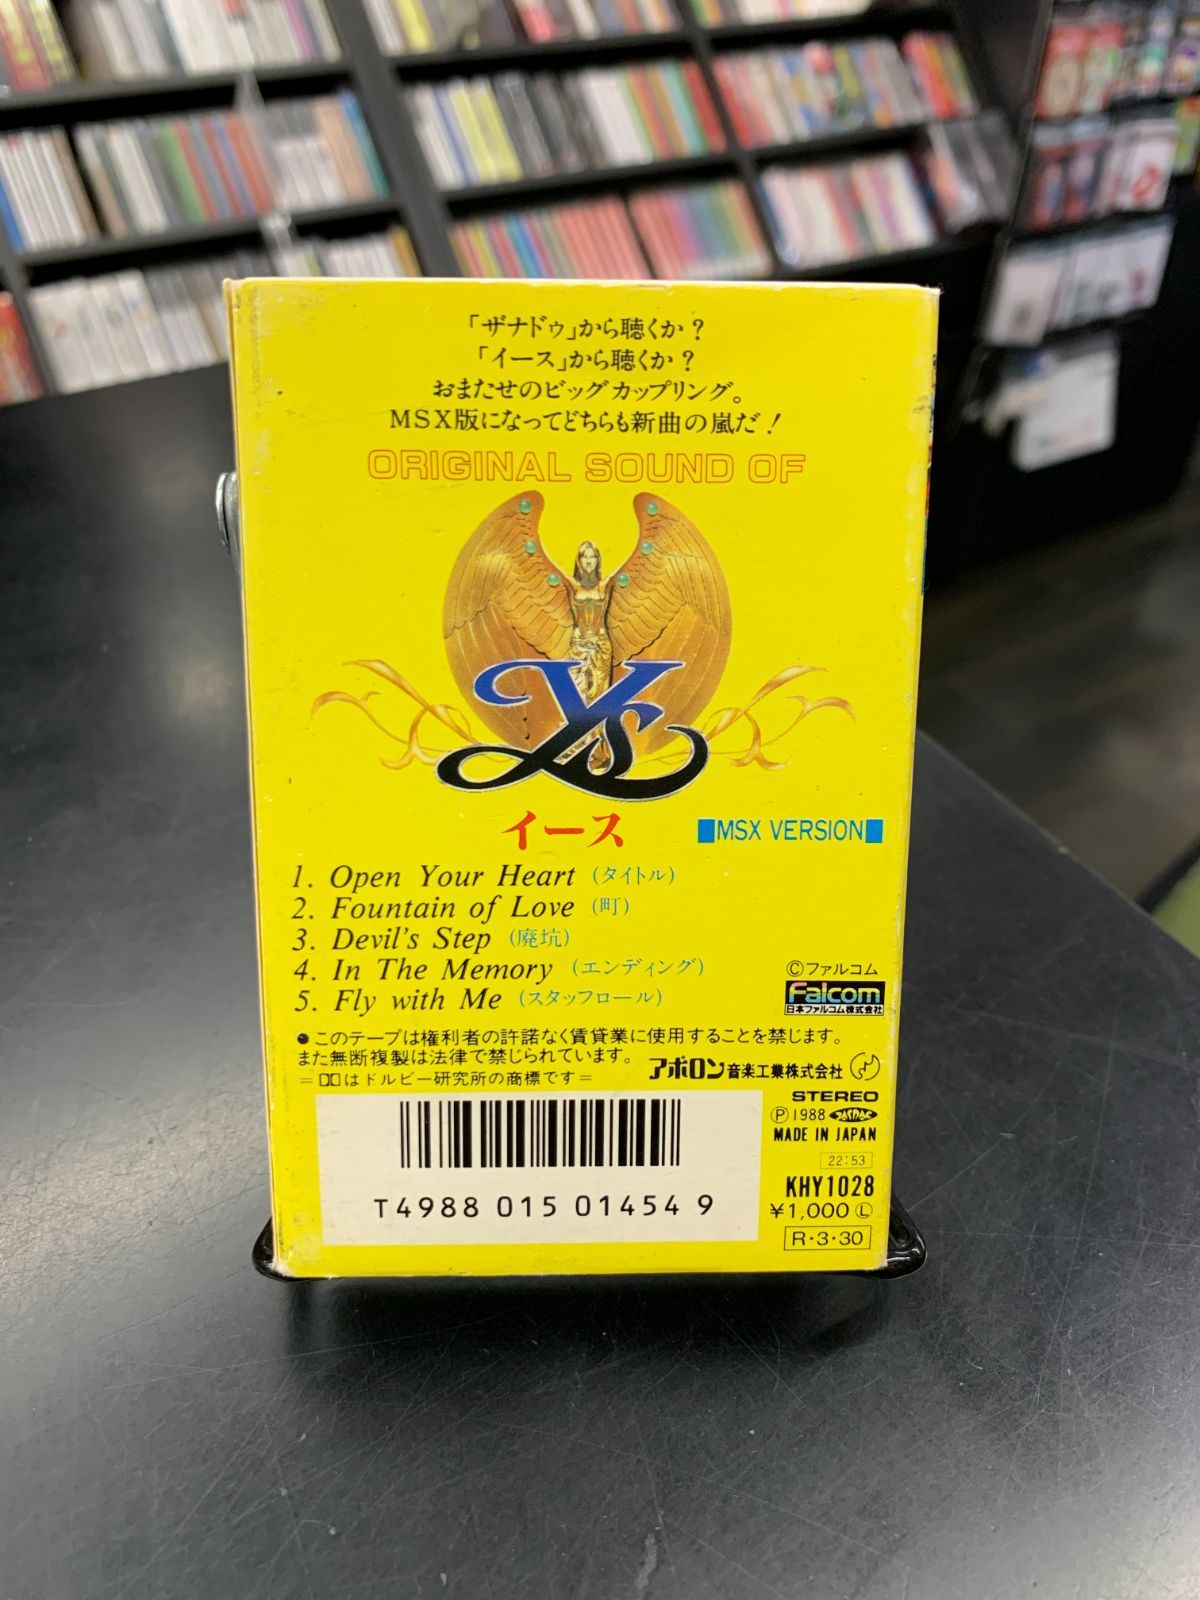 「ザナドゥ」から聴くか？
「イース」から聴くか？
おまたせのビッグカップリング。
MSX版になってどちらも新曲の嵐だ！
ORIGINAL SOUND OF
Ys
イース
■MSX VERSION■
1. Open Your Heart (タイトル)
2. Fountain of Love (町)
3. Devil's Step (廃坑)
4. In The Memory (エンディング)
5. Fly with Me (スタッフロール)
©ファルコム
Falcom
日本ファルコム株式会社
●このテープは権利者の許諾なく賃貸業に使用することを禁じます。
また無断複製は法律で禁じられています。
=DDはドルビー研究所の商標です=
アポロン音楽工業株式会社
STEREO
Ⓟ1988
MADE IN JAPAN
22:53
KHY1028
¥1,000 Ⓛ
R・3・30
T4988 015 01454 9